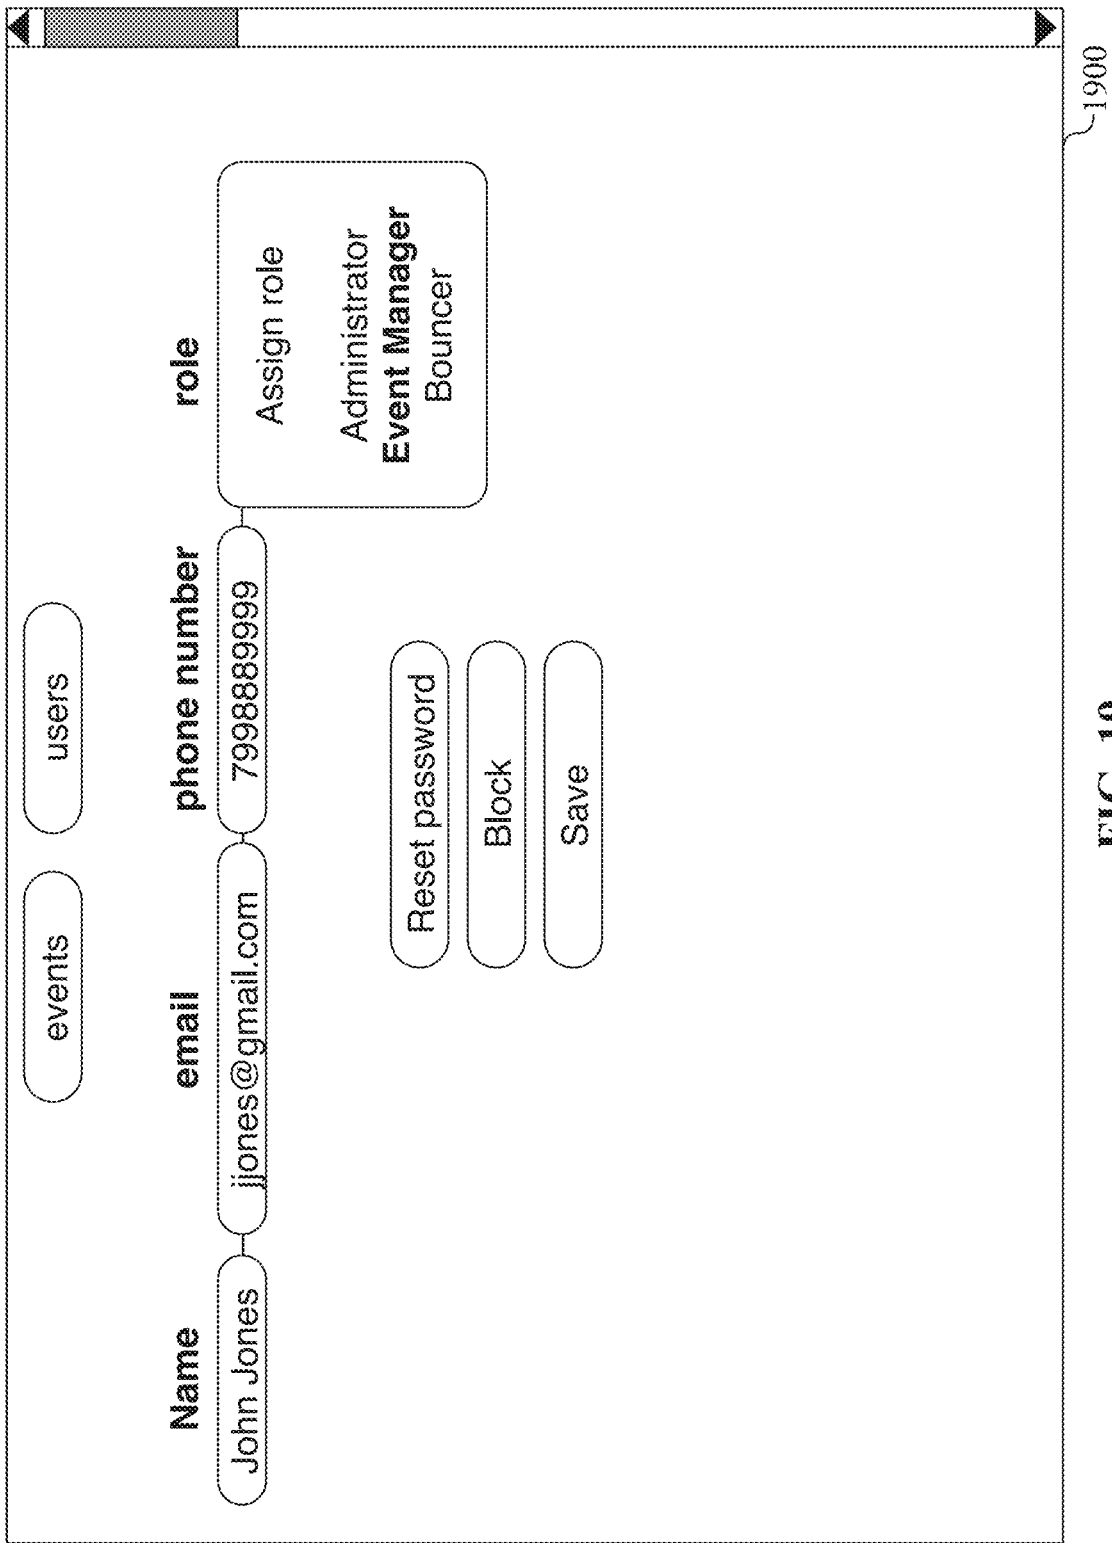 events
users
Name
email
phone number
role
John Jones
jjones@gmail.com
7998889999
Assign role
Administrator
Event Manager
Bouncer
Reset password
Block
Save
1900